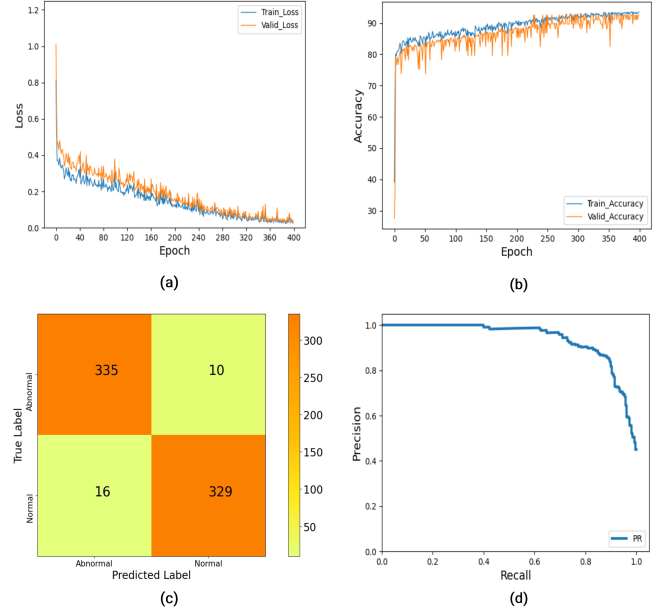 1.2
1.0
0.8
0.6
0.4
0.2
0.0
Loss
Train_Loss
Valid_Loss
0 40 80 120 160 200 240 280 320 360 400
Epoch
(a)
90
80
70
60
50
40
30
Accuracy
Train_Accuracy
Valid_Accuracy
0 50 100 150 200 250 300 350 400
Epoch
(b)
True Label
Abnormal
Normal
335 10
16 329
Abnormal Normal
Predicted Label
300
250
200
150
100
50
(c)
1.0
0.8
0.6
0.4
0.2
0.0
Precision
PR
0.0 0.2 0.4 0.6 0.8 1.0
Recall
(d)